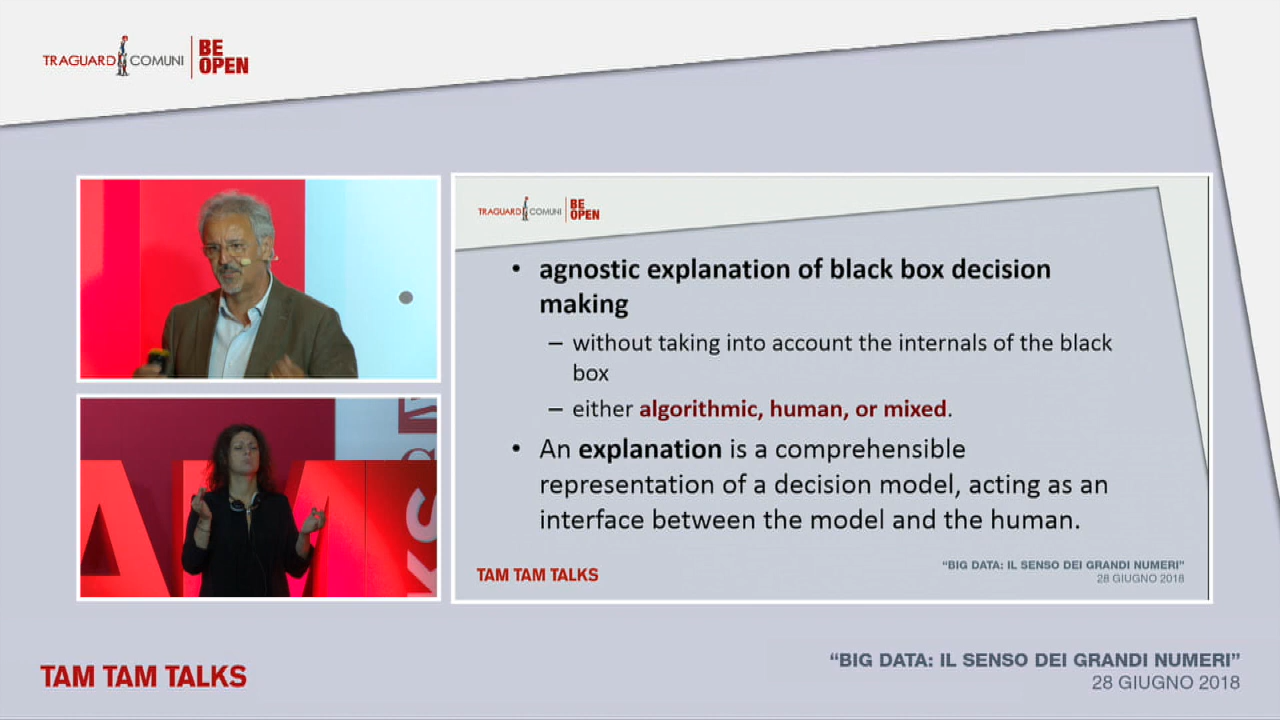 TRAGUARDI COMUNI
BE
OPEN
TRAGUARDI COMUNI
BE
OPEN
• agnostic explanation of black box decision
making
– without taking into account the internals of the black
box
– either algorithmic, human, or mixed.
• An explanation is a comprehensible
representation of a decision model, acting as an
interface between the model and the human.
TAM TAM TALKS
“BIG DATA: IL SENSO DEI GRANDI NUMERI”
28 GIUGNO 2018
TAM TAM TALKS
“BIG DATA: IL SENSO DEI GRANDI NUMERI”
28 GIUGNO 2018